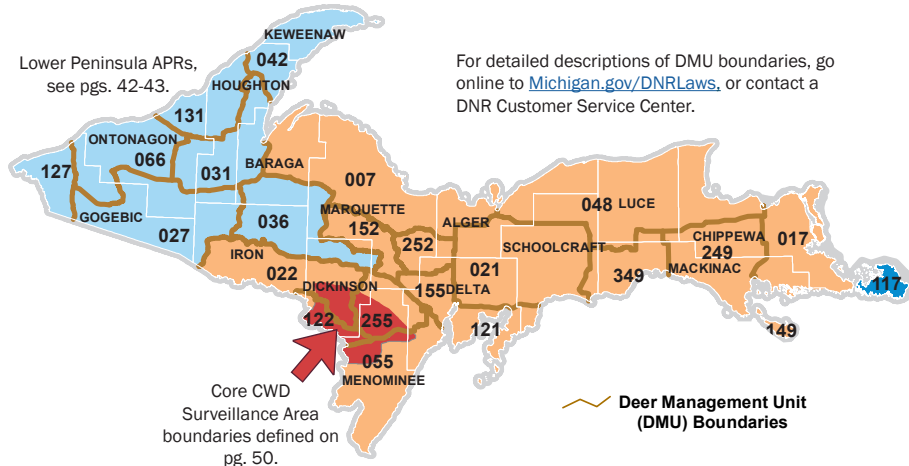 KEWEENAW
Lower Peninsula APRs,
see pgs. 42-43.
For detailed descriptions of DMU boundaries, go
online to Michigan.gov/DNRLaws, or contact a
DNR Customer Service Center.
042
HOUGHTON
131
ONTONAGON
066
BARAGA
127
031
007
GOGEBIC
036
MARQUETTE
048 LUCE
027
152
ALGER
252
SCHOOLCRAFT
CHIPPEWA
017
IRON
249
022
021
349
MACKINAC
DICKINSON
155 DELTA
117
122
255
121
149
055
MENOMINEE
Core CWD
Surveillance Area
boundaries defined on
pg. 50.
Deer Management Unit
(DMU) Boundaries